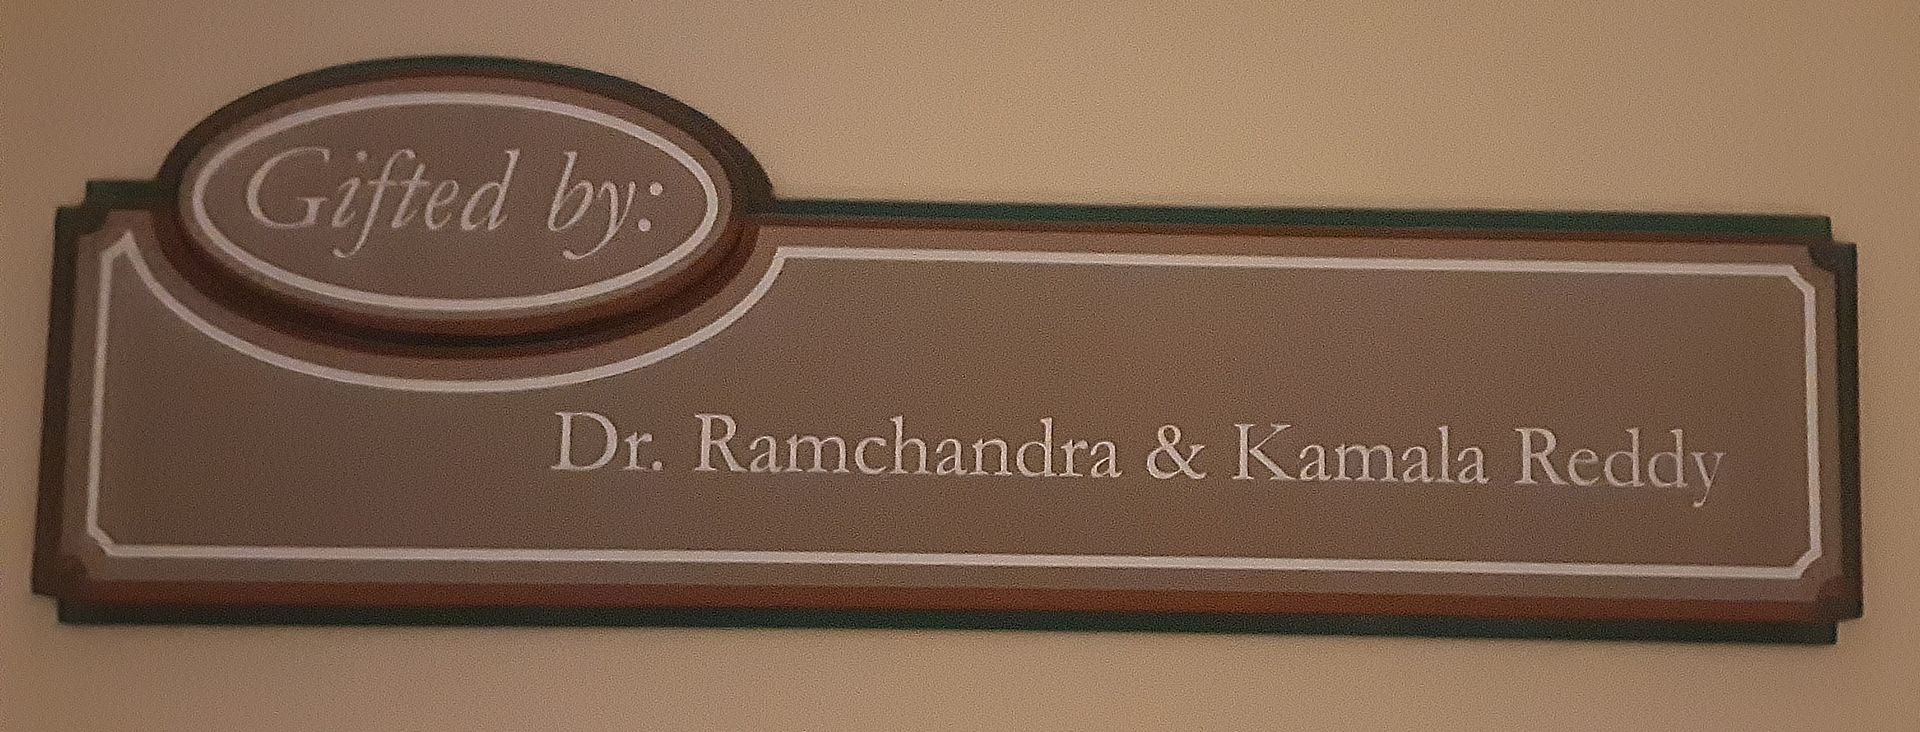 Gifted by:
Dr. Ramchandra & Kamala Reddy